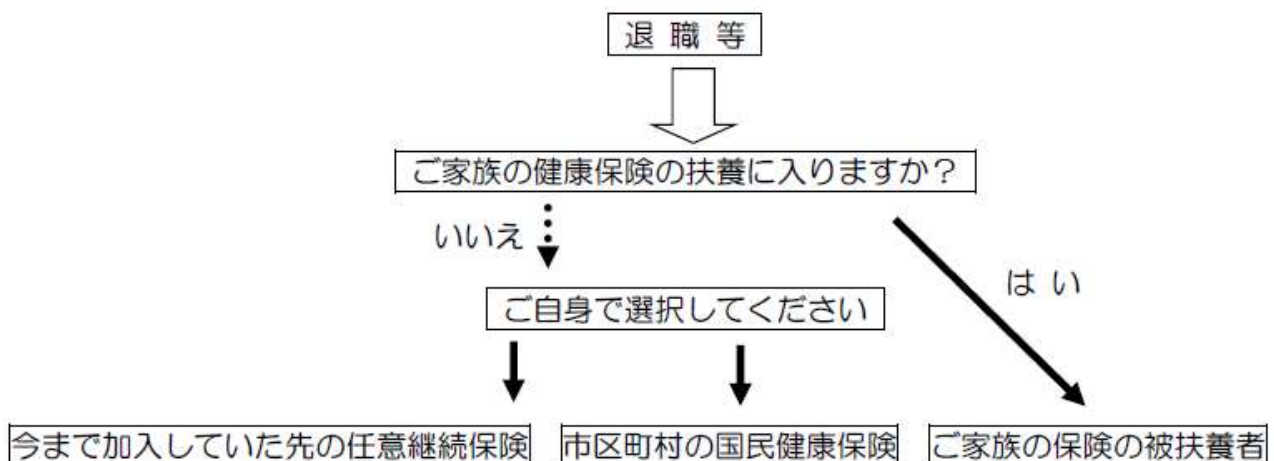 退 職 等
ご家族の健康保険の扶養に入りますか？
いいえ
は い
ご自身で選択してください
今まで加入していた先の任意継続保険
市区町村の国民健康保険
ご家族の保険の被扶養者